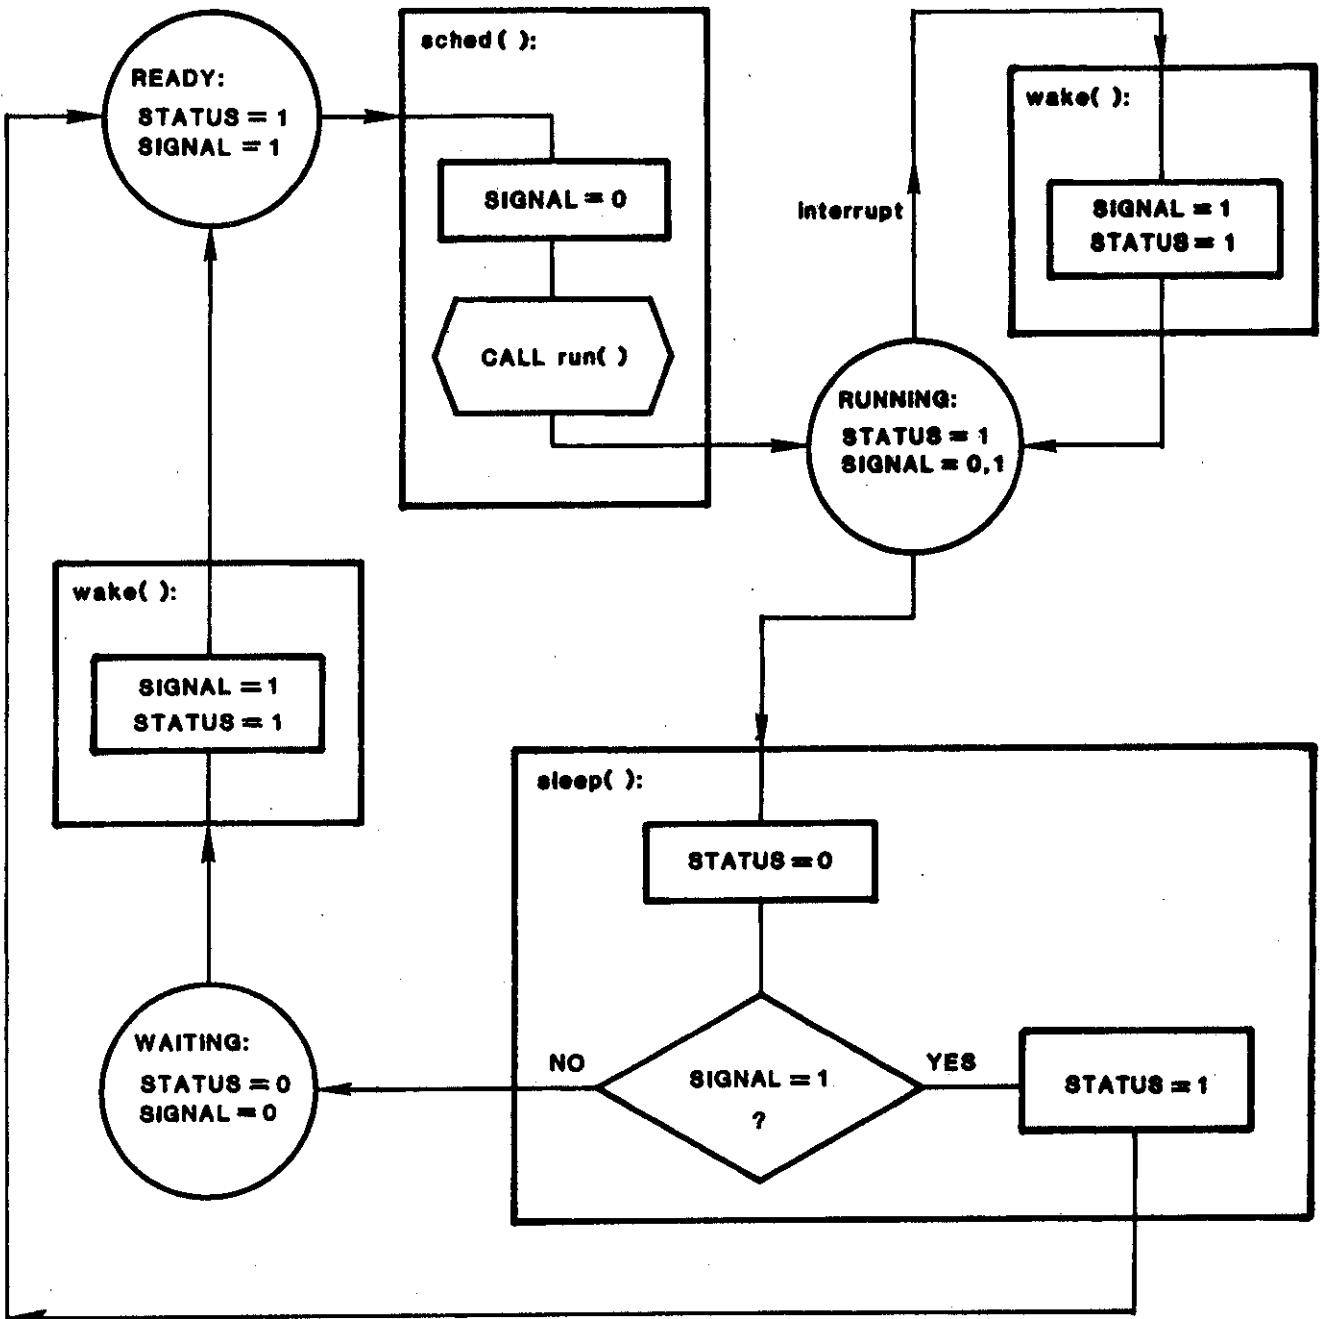 READY:
STATUS = 1
SIGNAL = 1
sched( ):
SIGNAL = 0
CALL run( )
interrupt
wake( ):
SIGNAL = 1
STATUS = 1
RUNNING:
STATUS = 1
SIGNAL = 0,1
wake( ):
SIGNAL = 1
STATUS = 1
sleep( ):
STATUS = 0
SIGNAL = 1
?
NO
YES
STATUS = 1
WAITING:
STATUS = 0
SIGNAL = 0